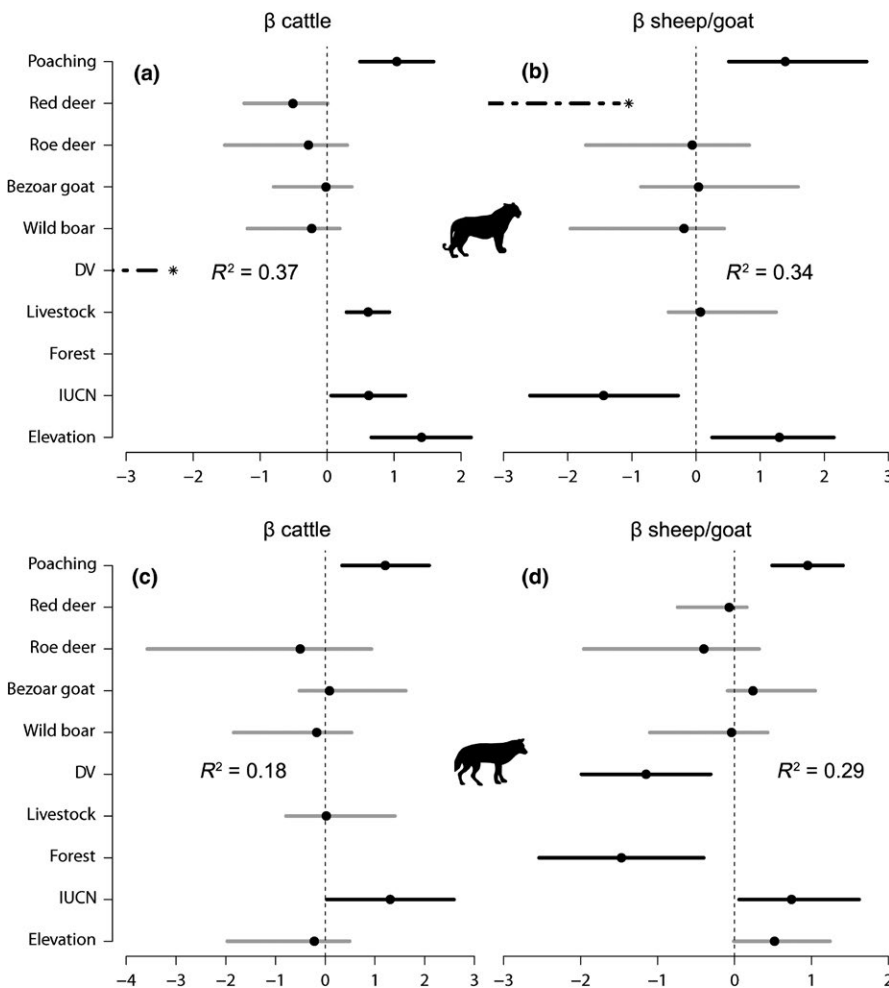 β cattle
β sheep/goat
(a)
(b)
Poaching
Red deer
*
Roe deer
Bezoar goat
Wild boar
DV
*
R² = 0.37
R² = 0.34
Livestock
Forest
IUCN
Elevation
−3 −2 −1 0 1 2
−3 −2 −1 0 1 2 3
β cattle
β sheep/goat
(c)
(d)
Poaching
Red deer
Roe deer
Bezoar goat
Wild boar
DV
R² = 0.18
R² = 0.29
Livestock
Forest
IUCN
Elevation
−4 −3 −2 −1 0 1 2 3
−3 −2 −1 0 1 2